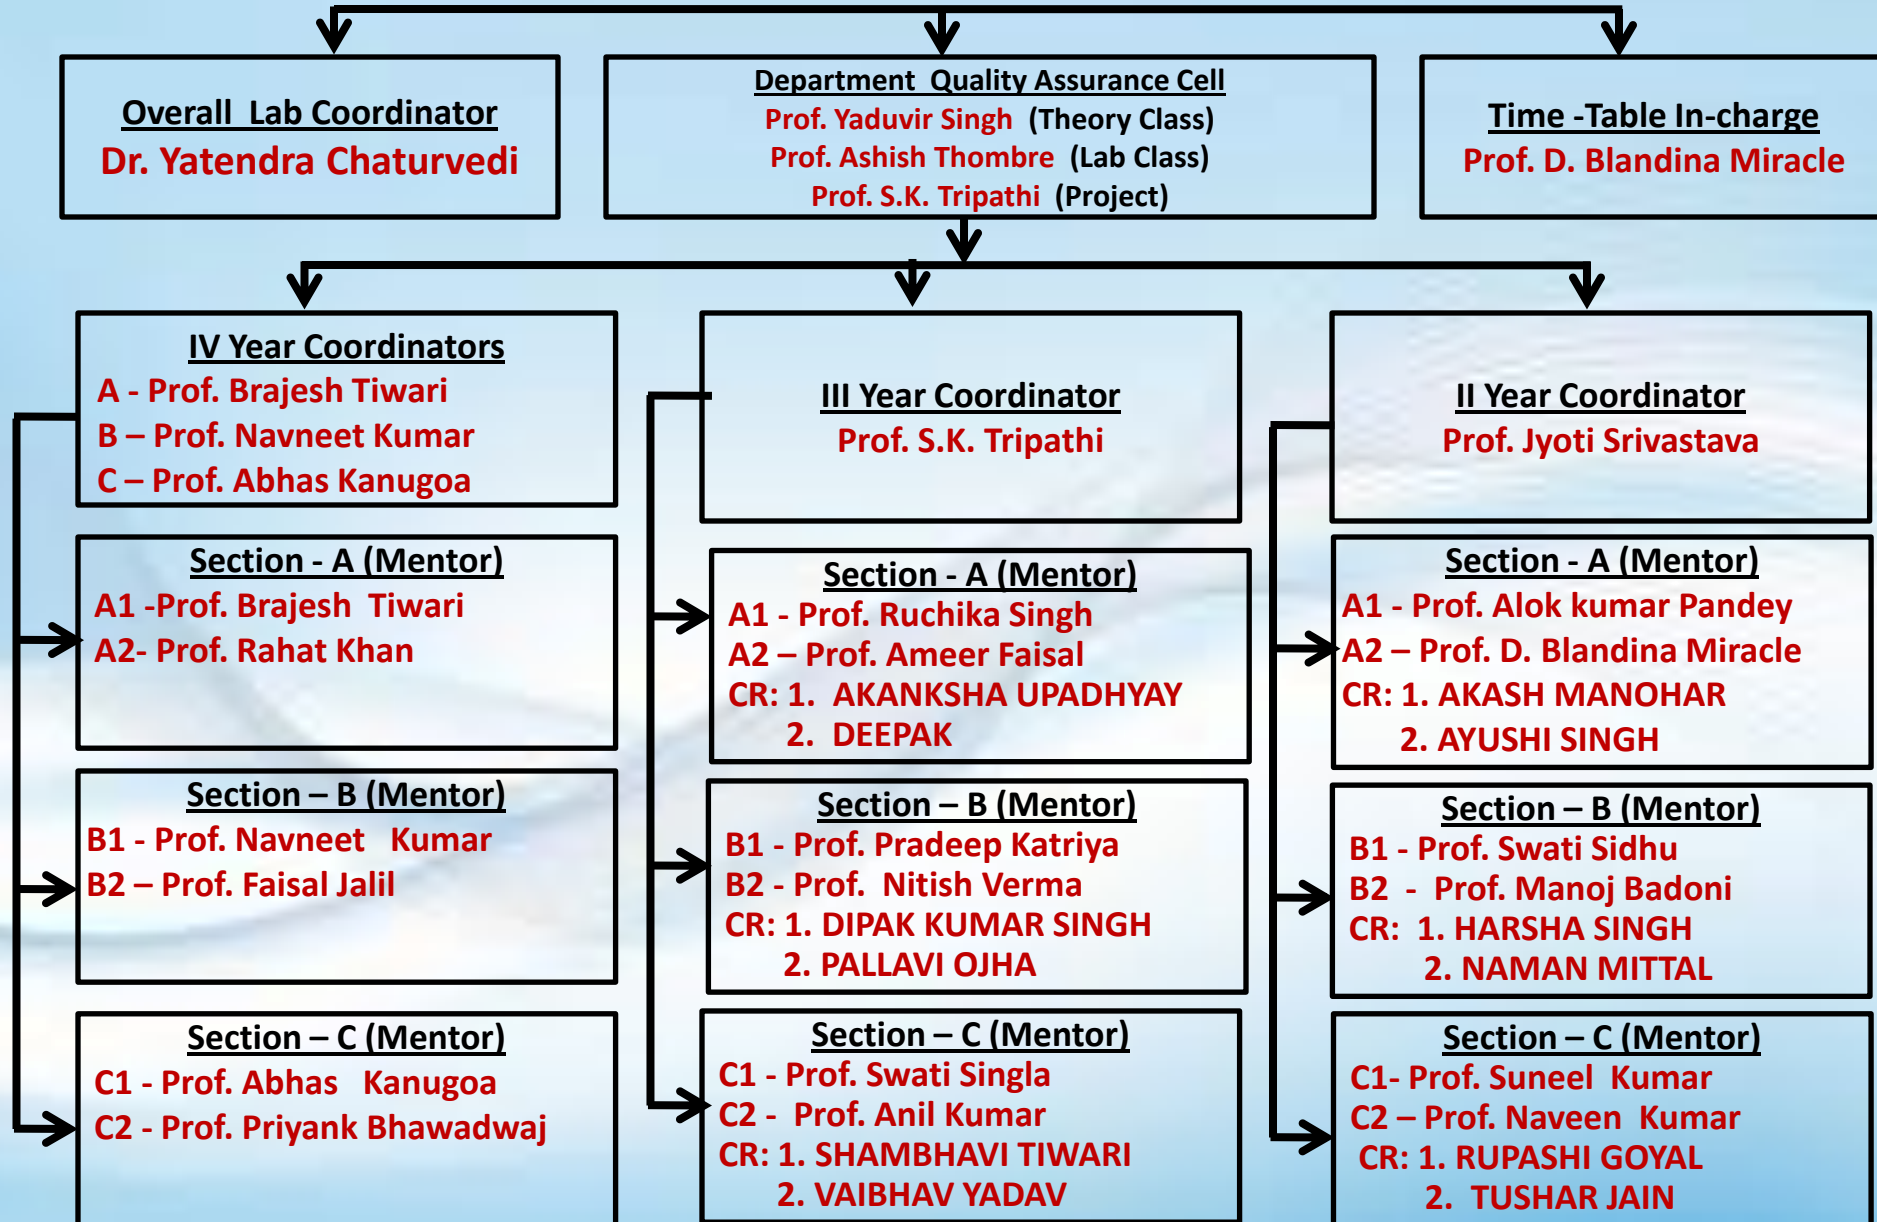 Overall Lab Coordinator
Dr. Yatendra Chaturvedi
Department Quality Assurance Cell
Prof. Yaduvir Singh (Theory Class)
Prof. Ashish Thombre (Lab Class)
Prof. S.K. Tripathi (Project)
Time -Table In-charge
Prof. D. Blandina Miracle
IV Year Coordinators
A - Prof. Brajesh Tiwari
B – Prof. Navneet Kumar
C – Prof. Abhas Kanugoa
III Year Coordinator
Prof. S.K. Tripathi
II Year Coordinator
Prof. Jyoti Srivastava
Section - A (Mentor)
A1 -Prof. Brajesh Tiwari
A2- Prof. Rahat Khan
Section - A (Mentor)
A1 - Prof. Ruchika Singh
A2 – Prof. Ameer Faisal
CR: 1. AKANKSHA UPADHYAY
2. DEEPAK
Section - A (Mentor)
A1 - Prof. Alok kumar Pandey
A2 – Prof. D. Blandina Miracle
CR: 1. AKASH MANOHAR
2. AYUSHI SINGH
Section – B (Mentor)
B1 - Prof. Navneet Kumar
B2 – Prof. Faisal Jalil
Section – B (Mentor)
B1 - Prof. Pradeep Katriya
B2 - Prof. Nitish Verma
CR: 1. DIPAK KUMAR SINGH
2. PALLAVI OJHA
Section – B (Mentor)
B1 - Prof. Swati Sidhu
B2 - Prof. Manoj Badoni
CR: 1. HARSHA SINGH
2. NAMAN MITTAL
Section – C (Mentor)
C1 - Prof. Abhas Kanugoa
C2 - Prof. Priyank Bhawadwaj
Section – C (Mentor)
C1 - Prof. Swati Singla
C2 - Prof. Anil Kumar
CR: 1. SHAMBHAVI TIWARI
2. VAIBHAV YADAV
Section – C (Mentor)
C1- Prof. Suneel Kumar
C2 – Prof. Naveen Kumar
CR: 1. RUPASHI GOYAL
2. TUSHAR JAIN